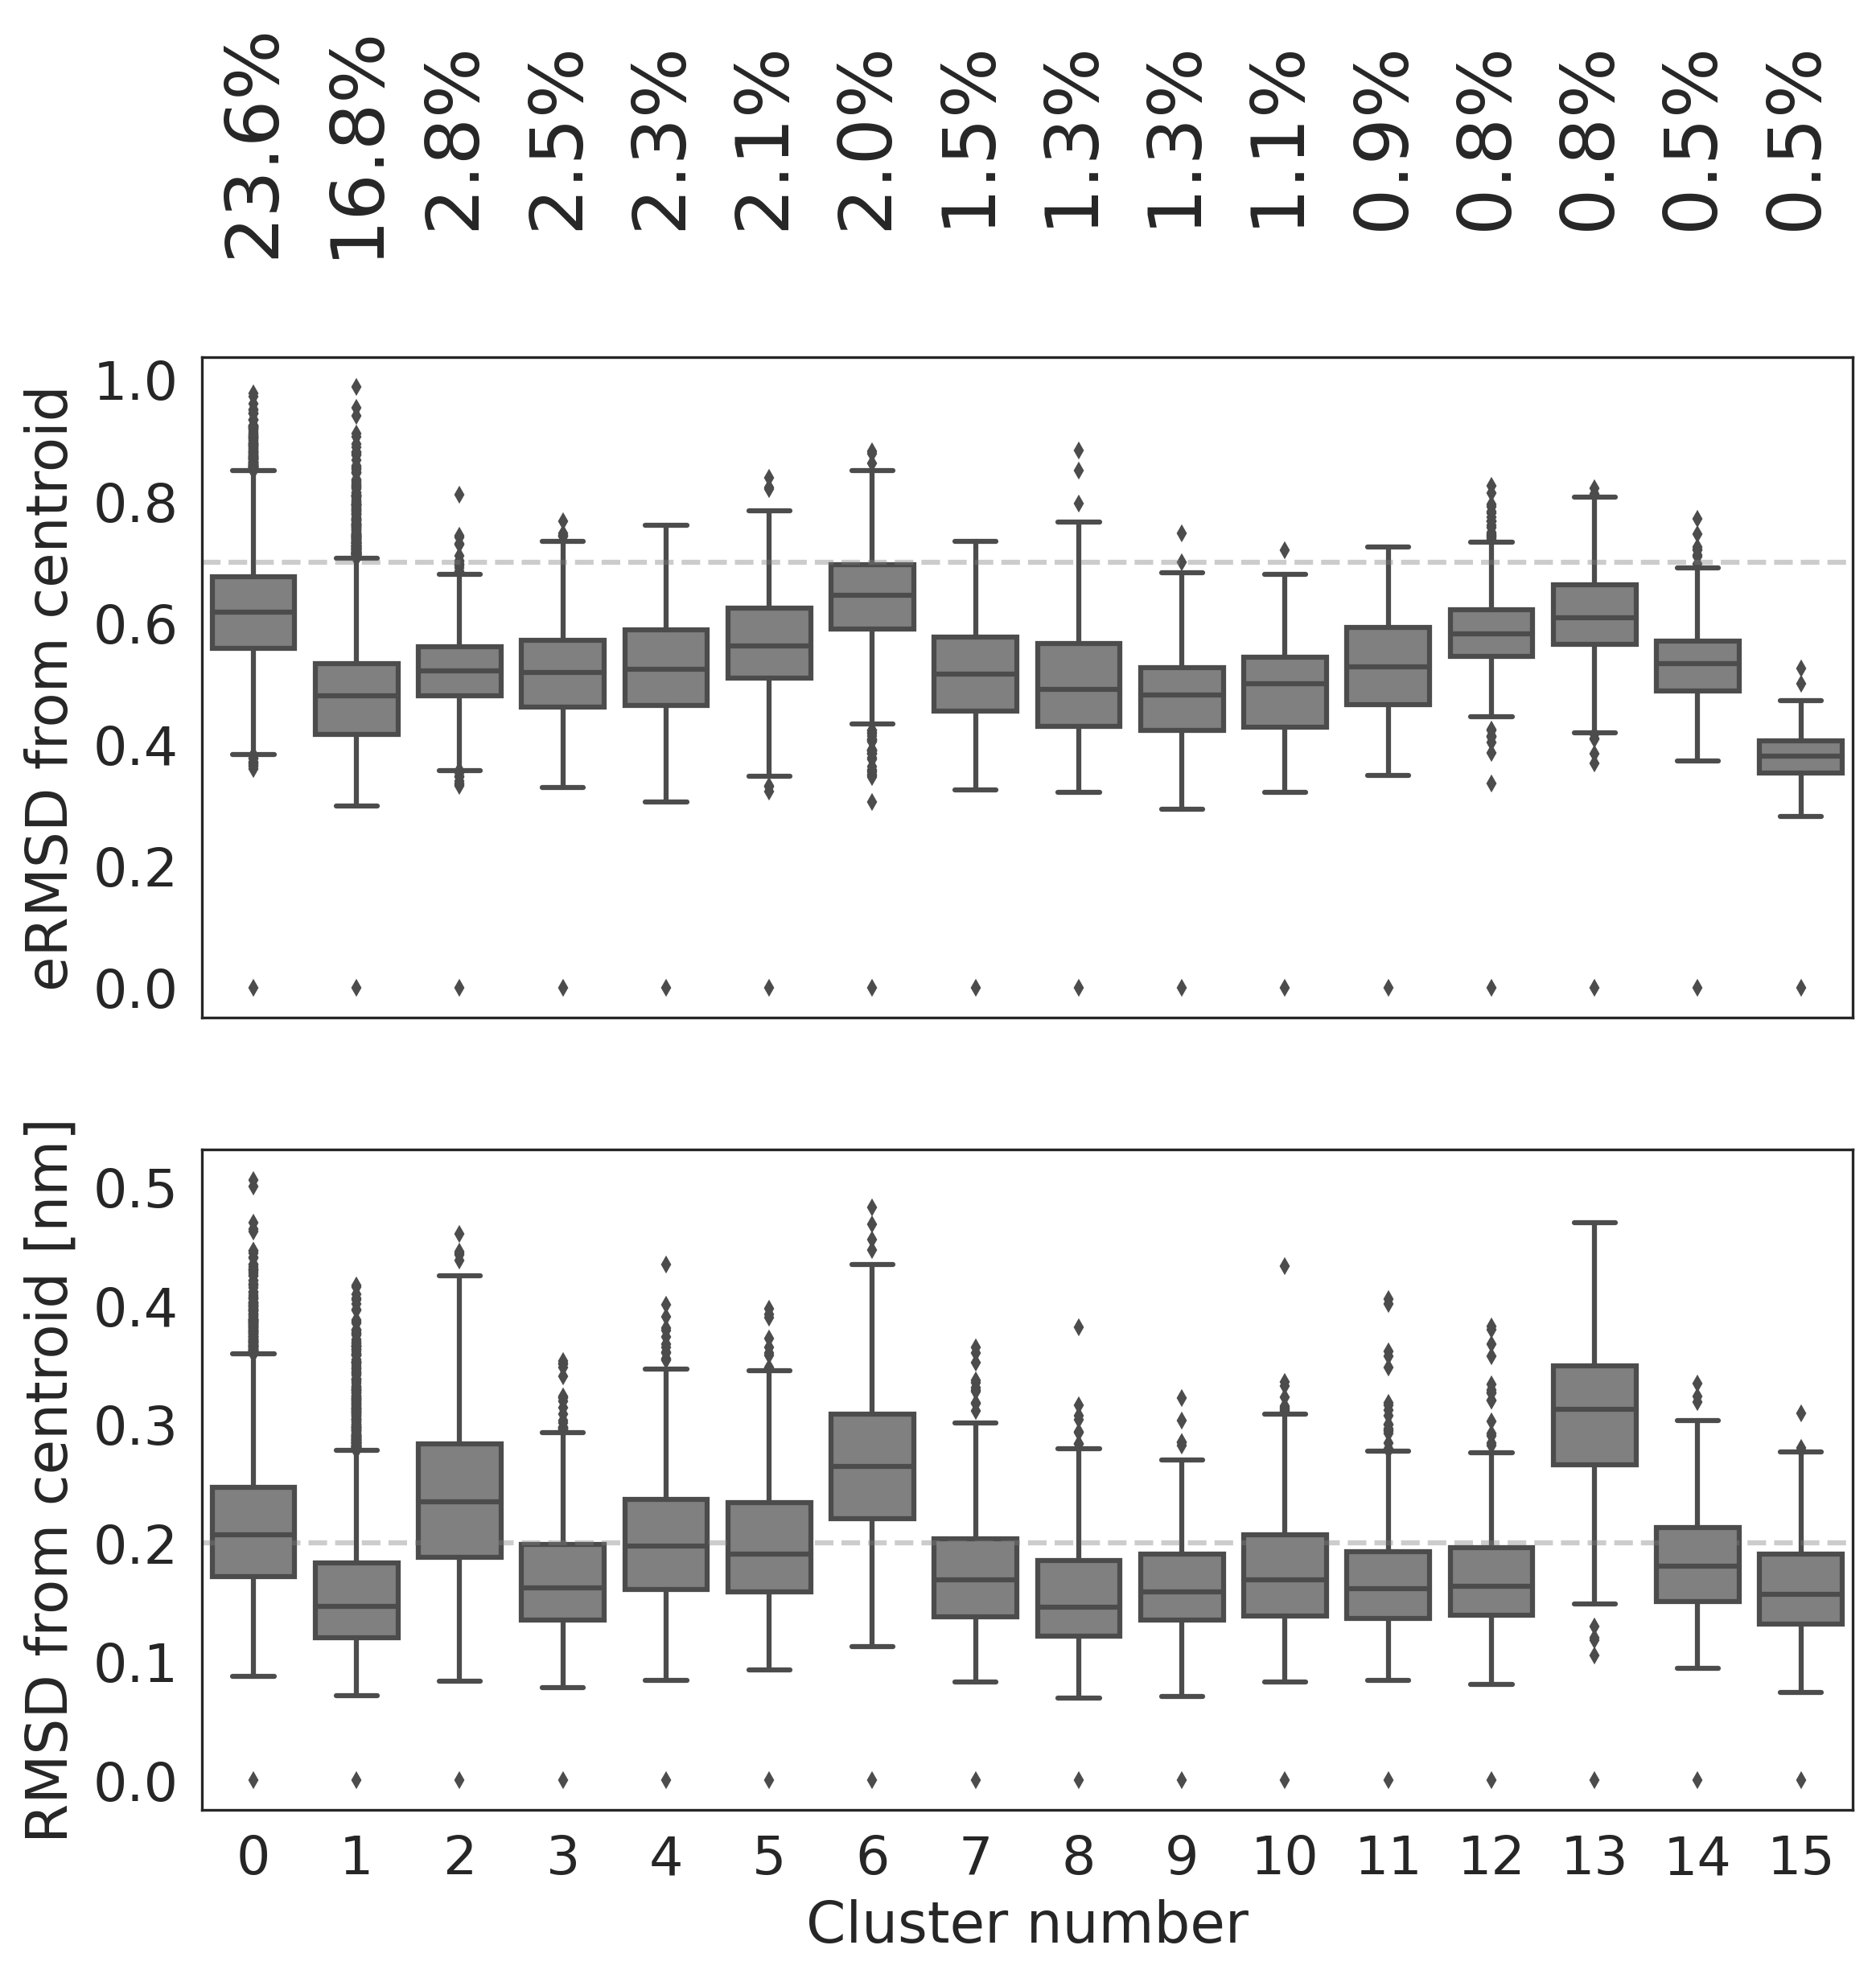 23.6% 16.8% 2.8% 2.5% 2.3% 2.1% 2.0% 1.5% 1.3% 1.3% 1.1% 0.9% 0.8% 0.8% 0.5% 0.5%
eRMSD from centroid
1.0
0.8
0.6
0.4
0.2
0.0
RMSD from centroid [nm]
0.5
0.4
0.3
0.2
0.1
0.0
0 1 2 3 4 5 6 7 8 9 10 11 12 13 14 15
Cluster number